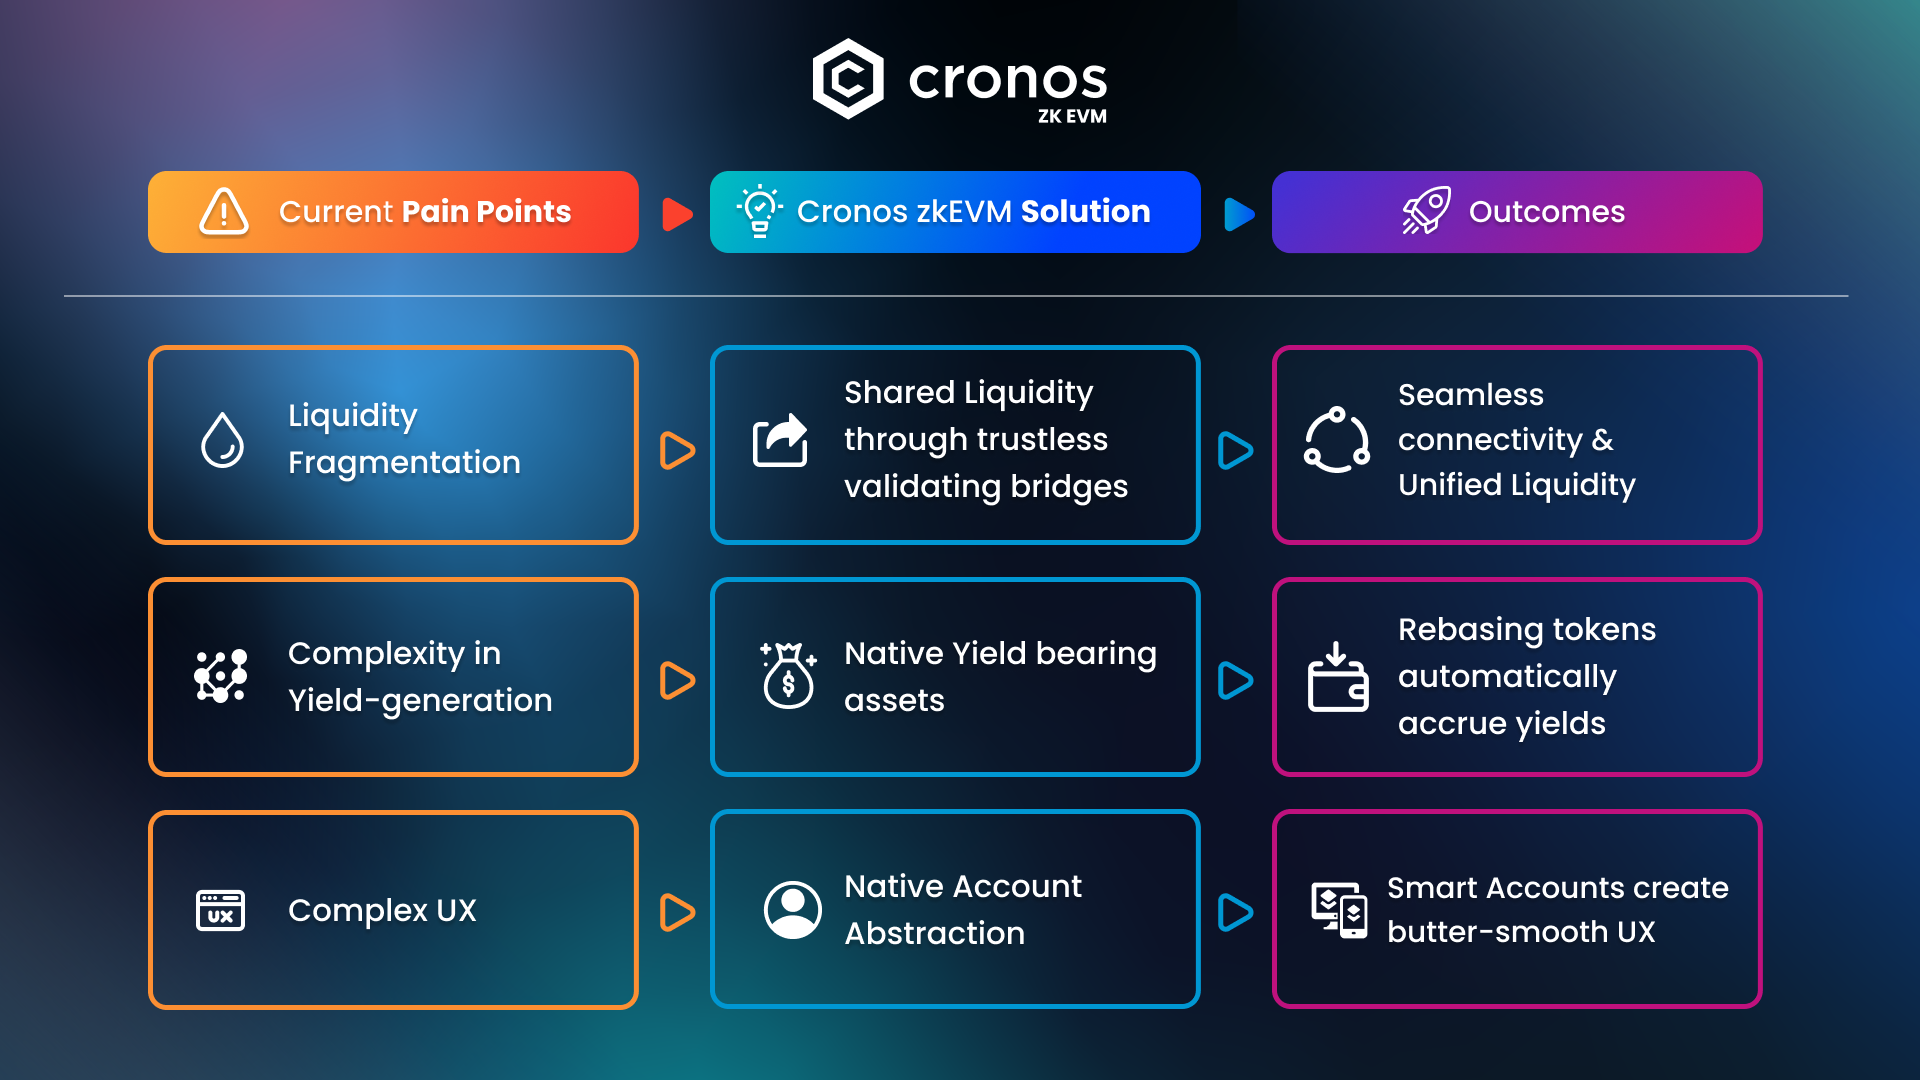 cronos
ZK EVM
Current Pain Points
Cronos zkEVM Solution
Outcomes
Liquidity
Fragmentation
Shared Liquidity
through trustless
validating bridges
Seamless
connectivity &
Unified Liquidity
Complexity in
Yield-generation
Native Yield bearing
assets
Rebasing tokens
automatically
accrue yields
UX
Complex UX
Native Account
Abstraction
Smart Accounts create
butter-smooth UX